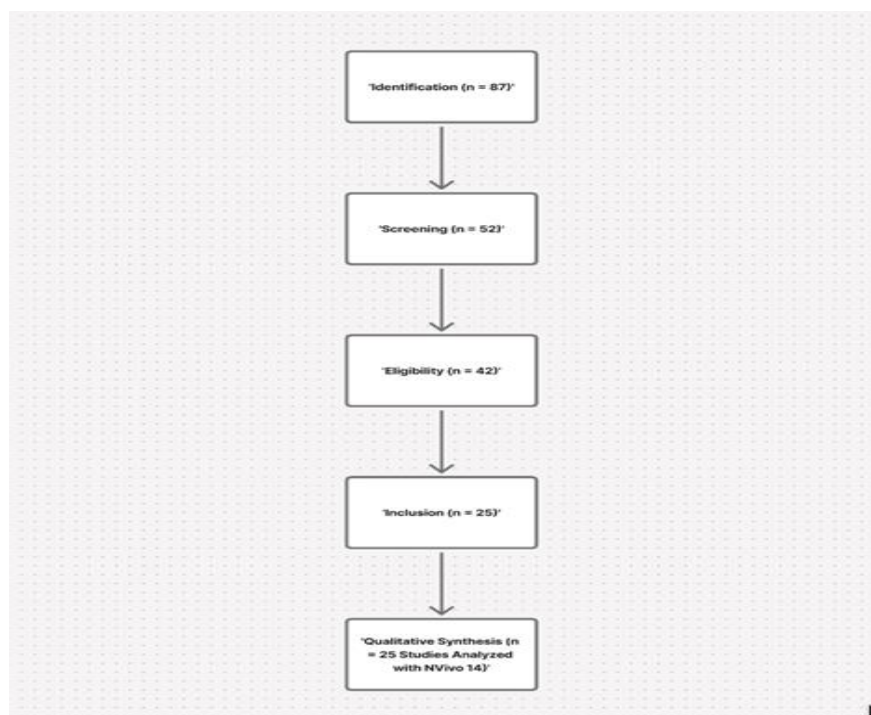 'Identification (n = 87)'
'Screening (n = 52)'
'Eligibility (n = 42)'
'Inclusion (n = 25)'
'Qualitative Synthesis (n
= 25 Studies Analyzed
with NVivo 14)'